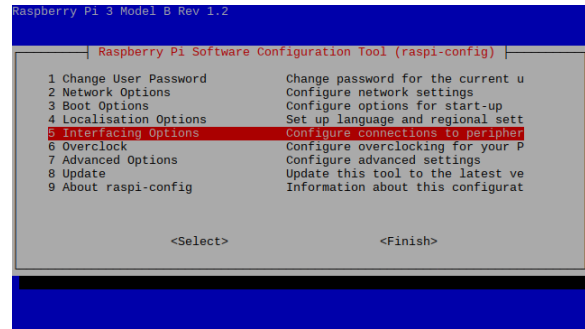 Raspberry Pi 3 Model B Rev 1.2
Raspberry Pi Software Configuration Tool (raspi-config)
1 Change User Password Change password for the current u
2 Network Options Configure network settings
3 Boot Options Configure options for start-up
4 Localisation Options Set up language and regional sett
5 Interfacing Options Configure connections to peripher
6 Overclock Configure overclocking for your P
7 Advanced Options Configure advanced settings
8 Update Update this tool to the latest ve
9 About raspi-config Information about this configurat
<Select> <Finish>